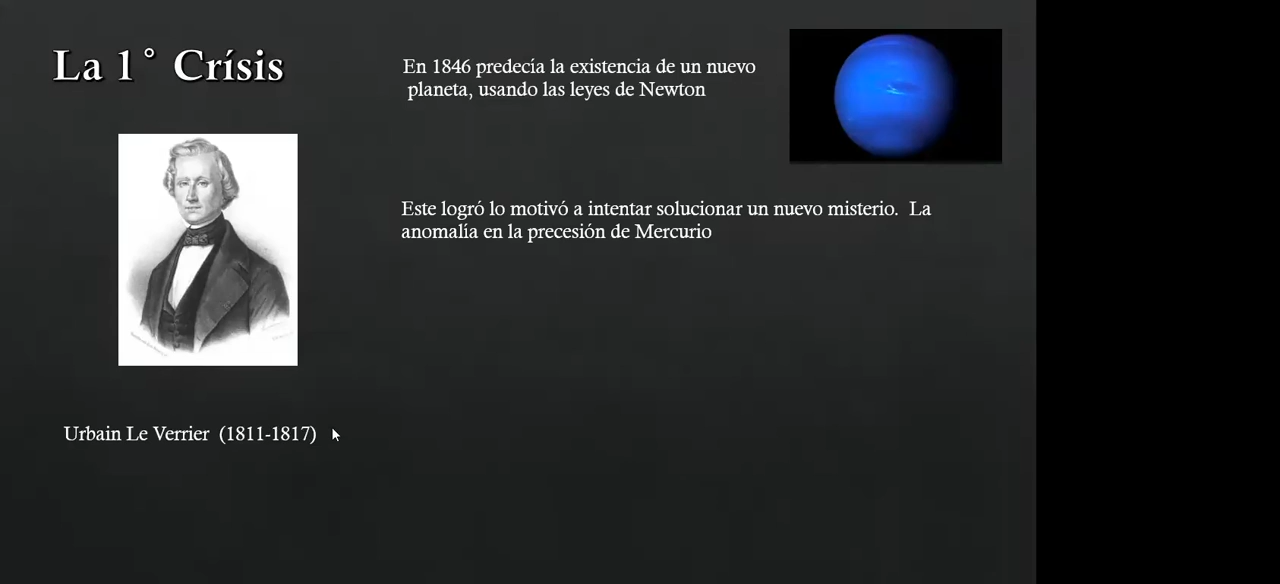 La 1° Crísis
En 1846 predecía la existencia de un nuevo
planeta, usando las leyes de Newton
Este logró lo motivó a intentar solucionar un nuevo misterio. La
anomalía en la precesión de Mercurio
Urbain Le Verrier (1811-1817)